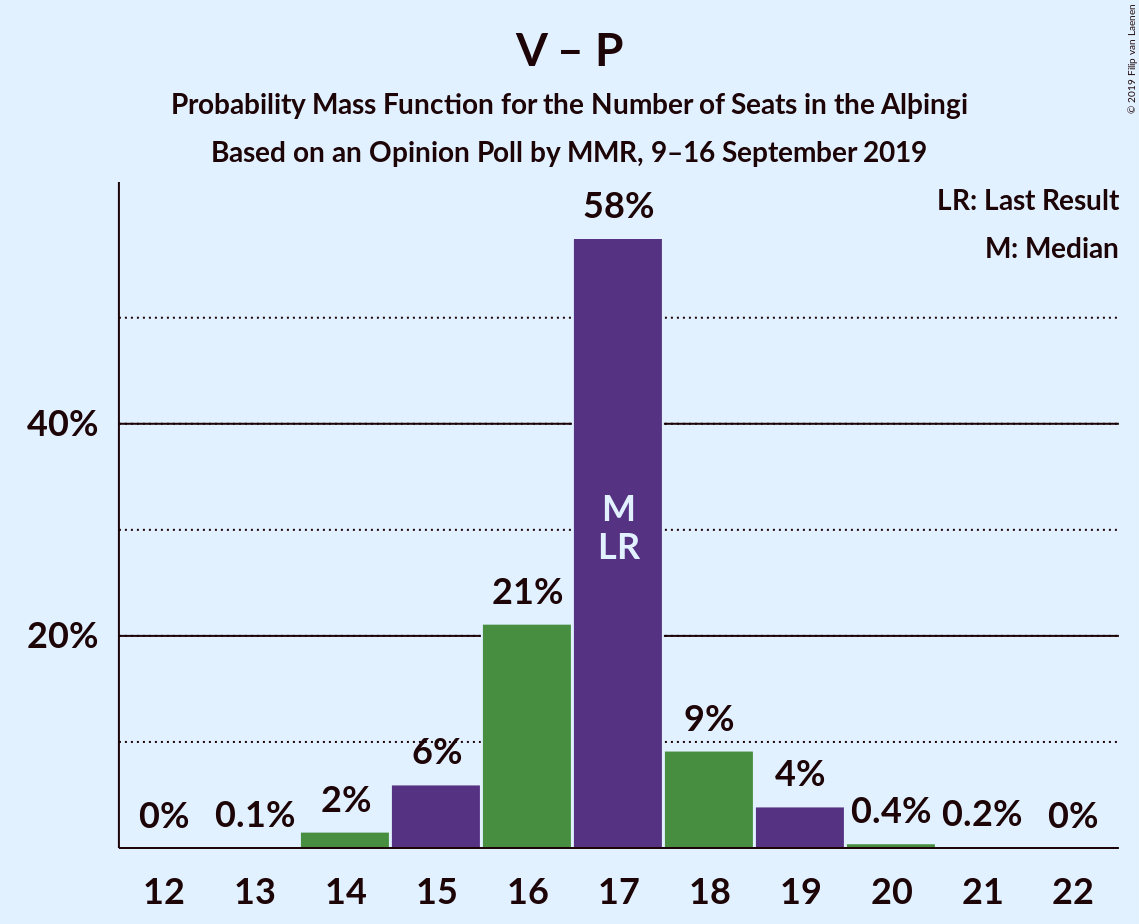 V – P
Probability Mass Function for the Number of Seats in the Alþingi
Based on an Opinion Poll by MMR, 9–16 September 2019
© 2019 Filip van Laenen
LR: Last Result
M: Median
58%
40%
M
LR
21%
20%
9%
6%
4%
2%
0%
0.1%
0.4%
0.2%
0%
12 13 14 15 16 17 18 19 20 21 22